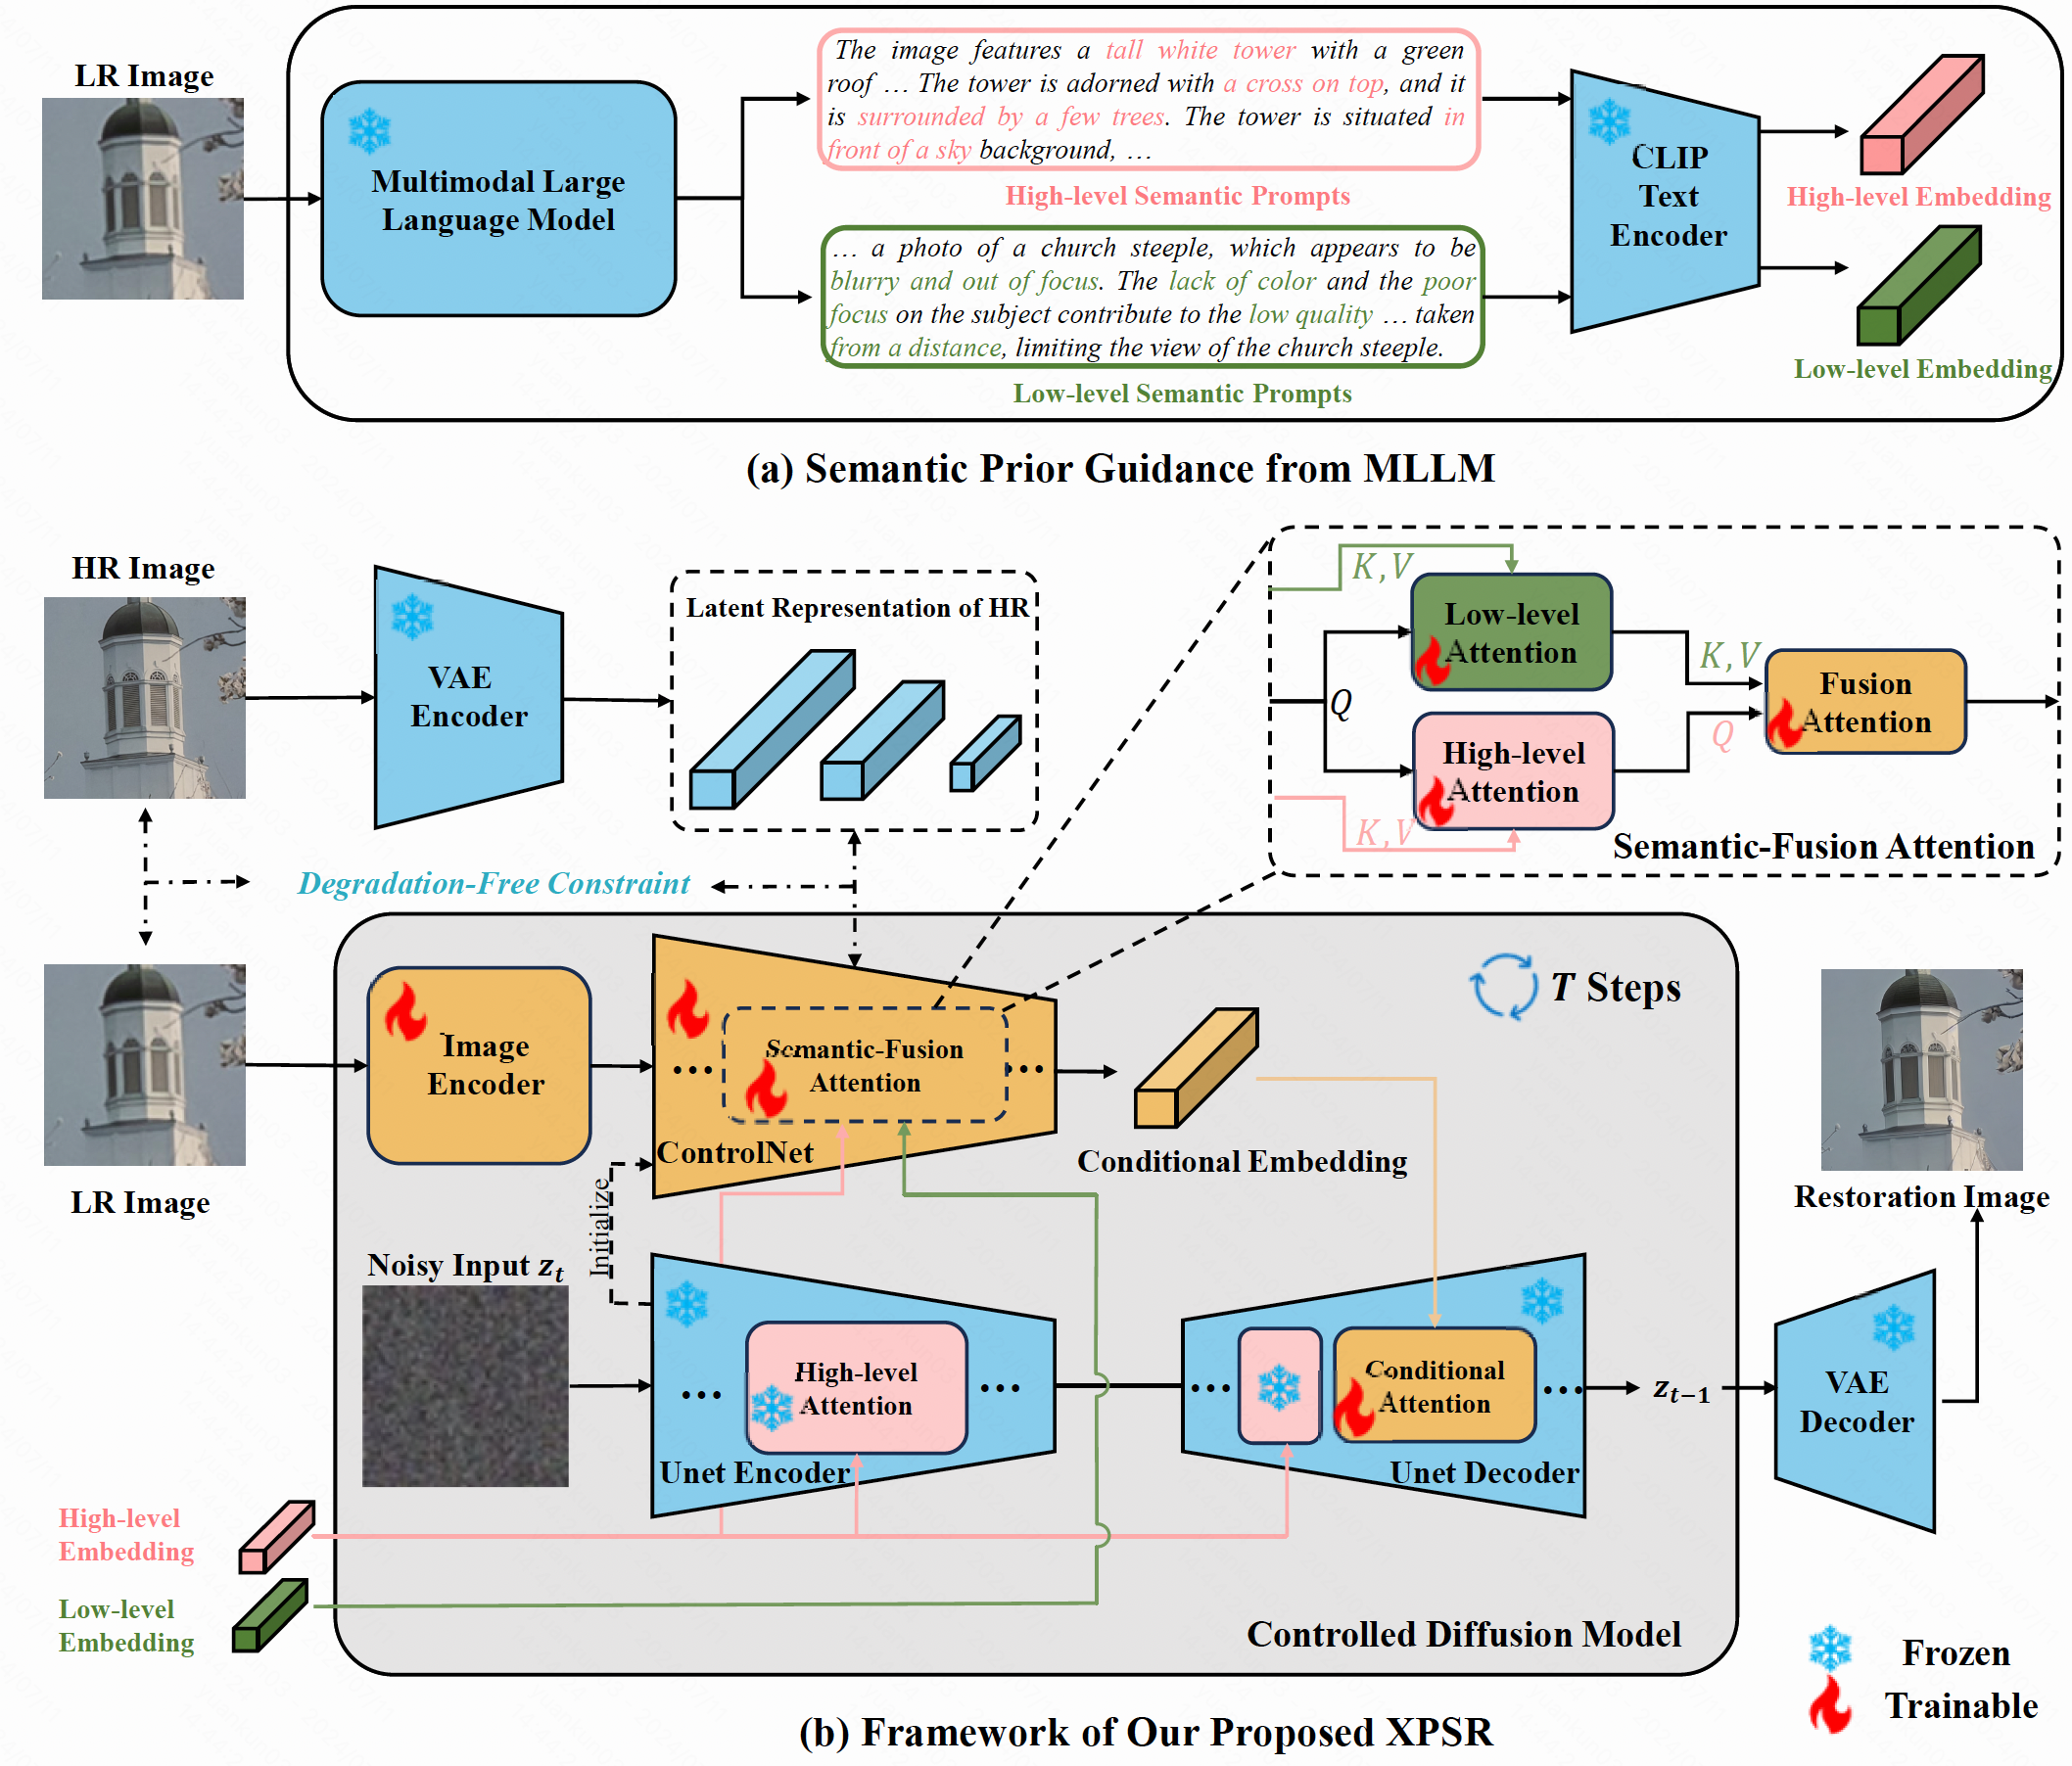 LR Image
Multimodal Large
Language Model
The image features a tall white tower with a green
roof … The tower is adorned with a cross on top, and it
is surrounded by a few trees. The tower is situated in
front of a sky background, …
High-level Semantic Prompts
… a photo of a church steeple, which appears to be
blurry and out of focus. The lack of color and the poor
focus on the subject contribute to the low quality … taken
from a distance, limiting the view of the church steeple.
Low-level Semantic Prompts
CLIP
Text
Encoder
High-level Embedding
Low-level Embedding
(a) Semantic Prior Guidance from MLLM
HR Image
VAE
Encoder
Latent Representation of HR
K,V
Low-level
Attention
Q
High-level
Attention
K,V
K,V
Q
Fusion
Attention
Semantic-Fusion Attention
Degradation-Free Constraint
LR Image
Image
Encoder
...
Semantic-Fusion
Attention
...
ControlNet
Conditional Embedding
T Steps
Restoration Image
Initialize
Noisy Input z_t
...
High-level
Attention
...
Unet Encoder
...
Conditional
Attention
...
Unet Decoder
z_{t−1}
VAE
Decoder
High-level
Embedding
Low-level
Embedding
Controlled Diffusion Model
Frozen
Trainable
(b) Framework of Our Proposed XPSR